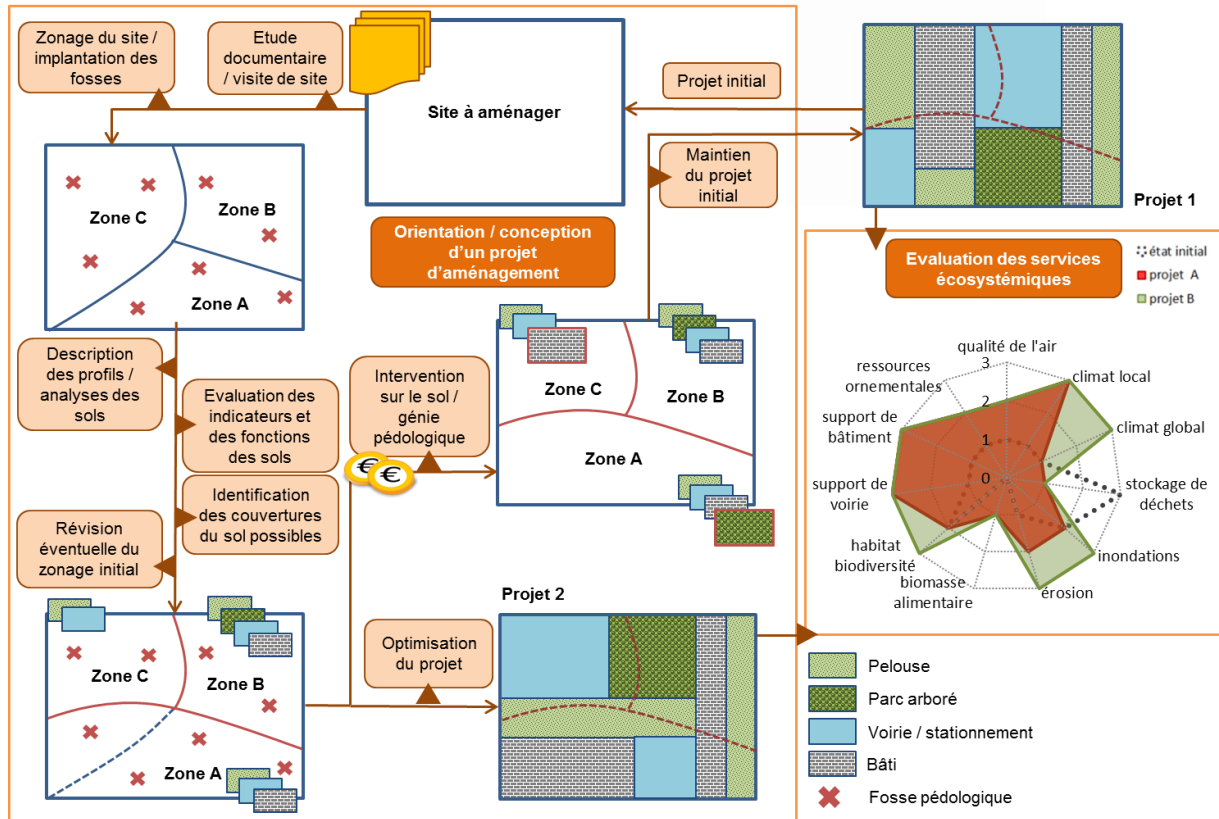 Zonage du site /
implantation des
fosses
Etude
documentaire
/ visite de site
Site à aménager
Projet initial
Maintien
du projet
initial
Projet 1
Zone C
Zone B
Zone A
Orientation / conception
d'un projet
d'aménagement
Evaluation des services
écosystémiques
état initial
projet A
projet B
Description
des profils /
analyses des
sols
Evaluation des
indicateurs et
des fonctions
des sols
Identification
des couvertures
du sol possibles
Révision
éventuelle du
zonage initial
Intervention
sur le sol /
génie
pédologique
€
€
Zone C
Zone B
Zone A
qualité de l'air
climat local
climat global
stockage de
déchets
inondations
érosion
biomasse
alimentaire
habitat
biodiversité
support de
voirie
support de
bâtiment
ressources
ornementales
3
2
1
0
Zone C
Zone B
Zone A
Optimisation
du projet
Projet 2
Pelouse
Parc arboré
Voirie / stationnement
Bâti
Fosse pédologique